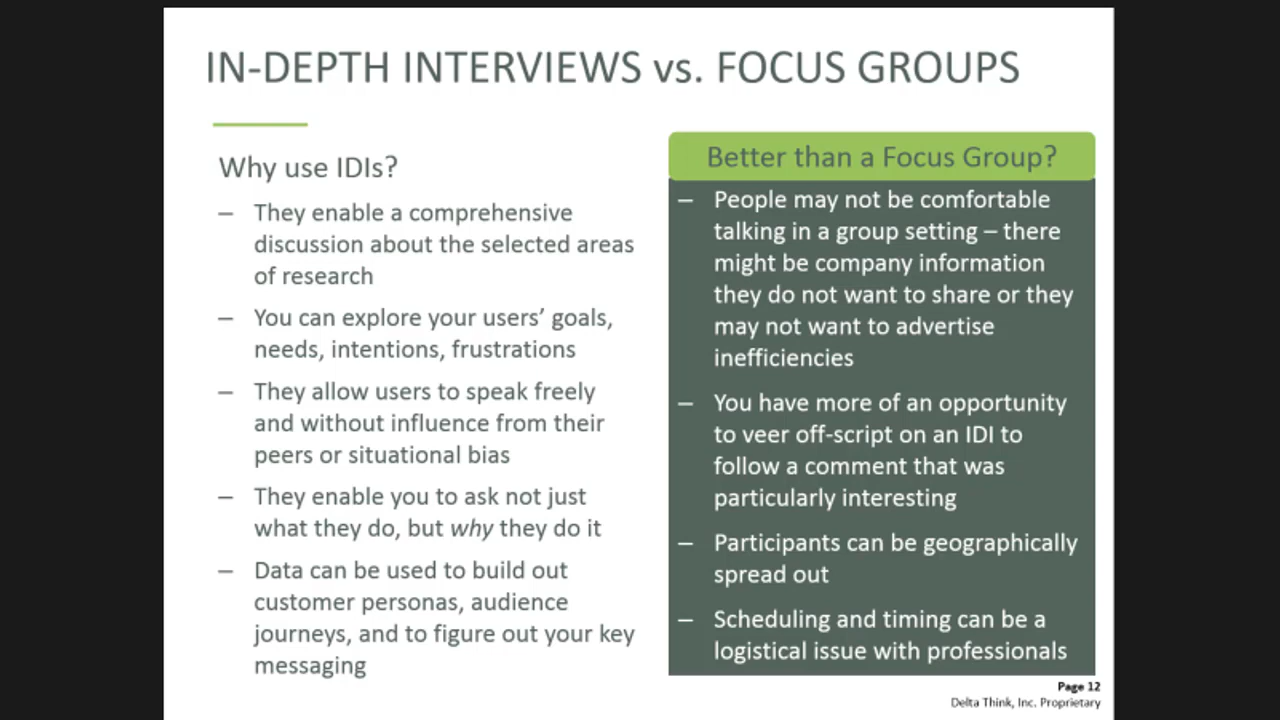 IN-DEPTH INTERVIEWS vs. FOCUS GROUPS
Why use IDIs?
– They enable a comprehensive
discussion about the selected areas
of research
– You can explore your users’ goals,
needs, intentions, frustrations
– They allow users to speak freely
and without influence from their
peers or situational bias
– They enable you to ask not just
what they do, but why they do it
– Data can be used to build out
customer personas, audience
journeys, and to figure out your key
messaging
Better than a Focus Group?
– People may not be comfortable
talking in a group setting – there
might be company information
they do not want to share or they
may not want to advertise
inefficiencies
– You have more of an opportunity
to veer off-script on an IDI to
follow a comment that was
particularly interesting
– Participants can be geographically
spread out
– Scheduling and timing can be a
logistical issue with professionals
Page 12
Delta Think, Inc. Proprietary